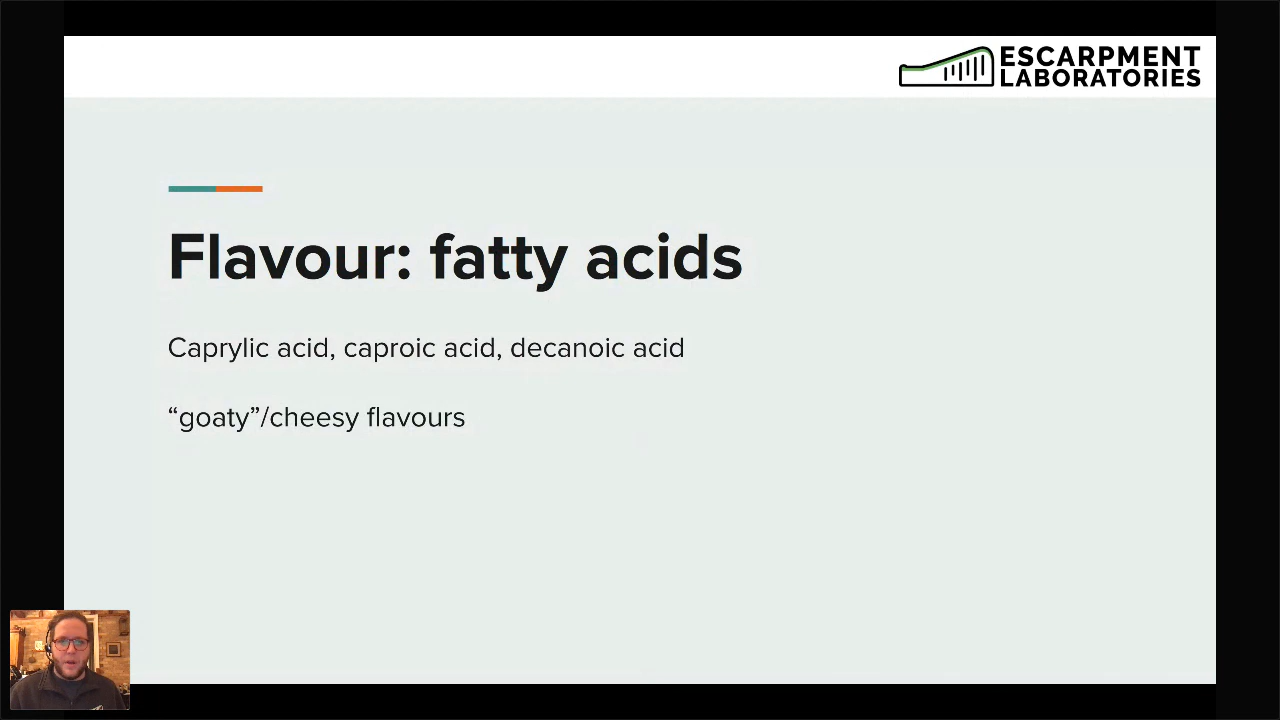 ESCARPMENT
LABORATORIES
Flavour: fatty acids
Caprylic acid, caproic acid, decanoic acid
“goaty”/cheesy flavours